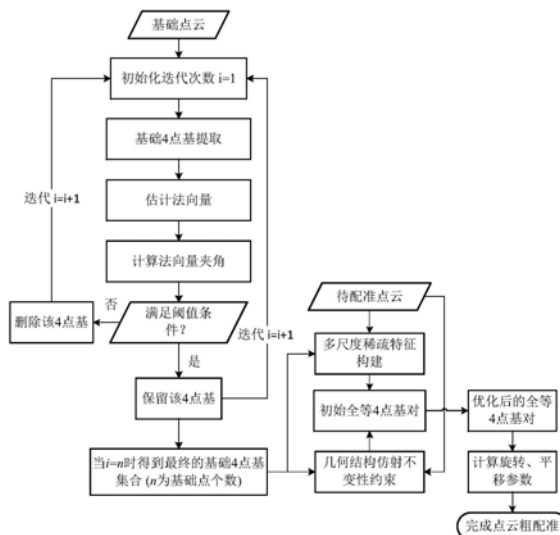 基础点云
初始化迭代次数 i=1
基础4点基提取
迭代 i=i+1
估计法向量
计算法向量夹角
否
满足阈值条
件?
删除该4点基
是
迭代 i=i+1
保留该4点基
当i=n时得到最终的基础4点基
集合 (n为基础点个数)
待配准点云
多尺度稀疏特征
构建
初始全等4点基对
几何结构仿射不
变性约束
优化后的全等
4点基对
计算旋转、平
移参数
完成点云粗配准